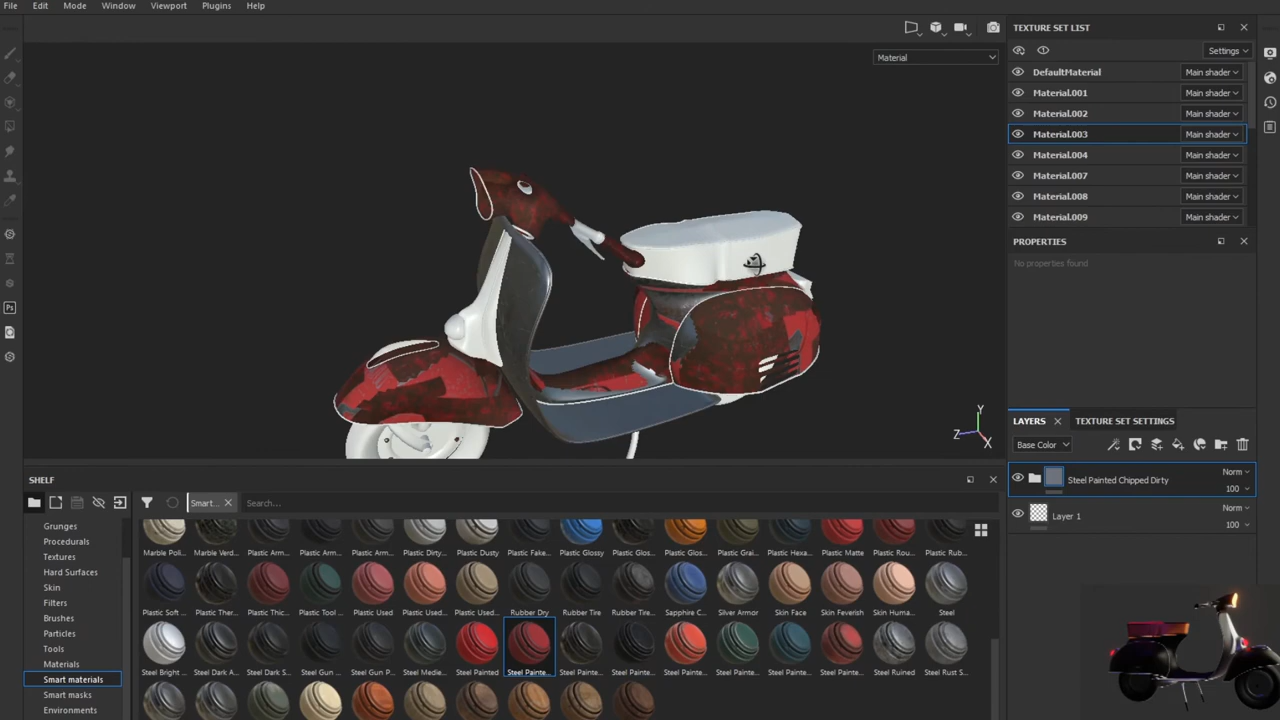 File Edit Mode Window Viewport Plugins Help
Material
TEXTURE SET LIST
Settings
DefaultMaterial Main shader
Material.001 Main shader
Material.002 Main shader
Material.003 Main shader
Material.004 Main shader
Material.007 Main shader
Material.008 Main shader
Material.009 Main shader
PROPERTIES
No properties found
Y
Z
X
LAYERS TEXTURE SET SETTINGS
Base Color
Steel Painted Chipped Dirty Norm
100
Layer 1 Norm
100
Ps
SHELF
Smart... Search...
Grunges
Procedurals
Textures
Hard Surfaces
Skin
Filters
Brushes
Particles
Tools
Materials
Smart materials
Smart masks
Environments
Marble Poli... Marble Verd... Plastic Arm... Plastic Arm... Plastic Arm... Plastic Dirty... Plastic Dusty Plastic Fake... Plastic Glossy Plastic Glos... Plastic Glos... Plastic Grai... Plastic Hexa... Plastic Matte Plastic Rou... Plastic Rub...
Plastic Soft ... Plastic Ther... Plastic Thic... Plastic Tool ... Plastic Used Plastic Used... Plastic Used... Rubber Dry Rubber Tire Rubber Tire... Sapphire C... Silver Armor Skin Face Skin Feverish Skin Huma... Steel
Steel Bright ... Steel Dark A... Steel Dark S... Steel Gun ... Steel Gun P... Steel Medie... Steel Painted Steel Painte... Steel Painte... Steel Painte... Steel Painte... Steel Painte... Steel Painte... Steel Painte... Steel Ruined Steel Rust S...